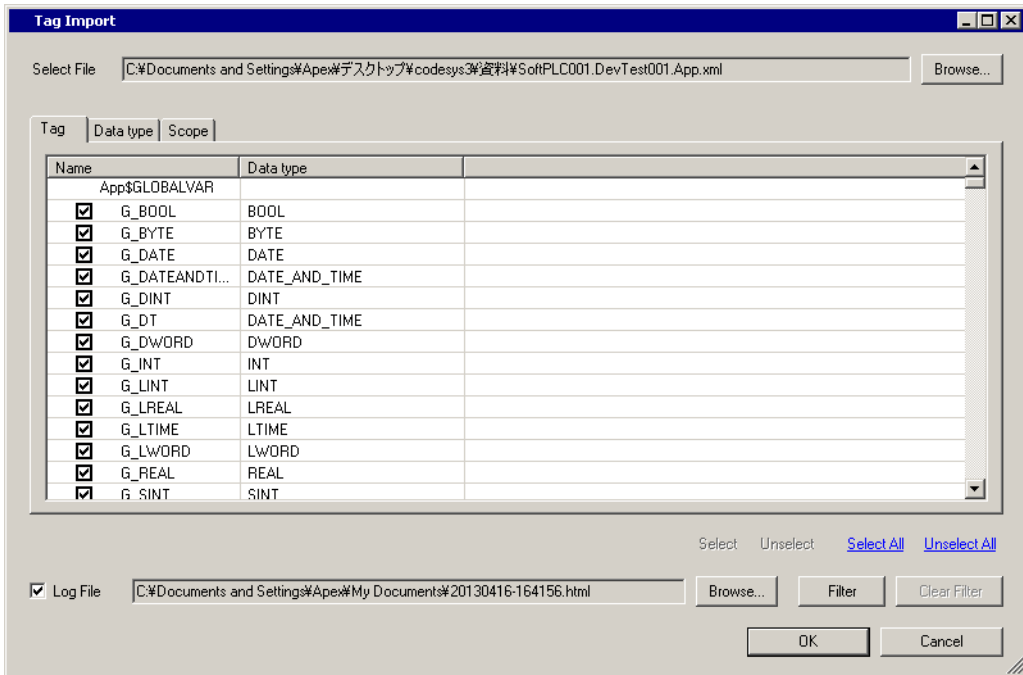 Tag Import
Select File C:¥Documents and Settings¥Apex¥デスクトップ¥codesys3¥資料¥SoftPLC001.DevTest001.App.xml Browse...
Tag Data type Scope
Name Data type
App$GLOBALVAR
G_BOOL BOOL
G_BYTE BYTE
G_DATE DATE
G_DATEANDTI... DATE_AND_TIME
G_DINT DINT
G_DT DATE_AND_TIME
G_DWORD DWORD
G_INT INT
G_LINT LINT
G_LREAL LREAL
G_LTIME LTIME
G_LWORD LWORD
G_REAL REAL
G_SINT SINT
Select Unselect Select All Unselect All
Log File C:¥Documents and Settings¥Apex¥My Documents¥20130416-164156.html Browse... Filter Clear Filter
OK Cancel